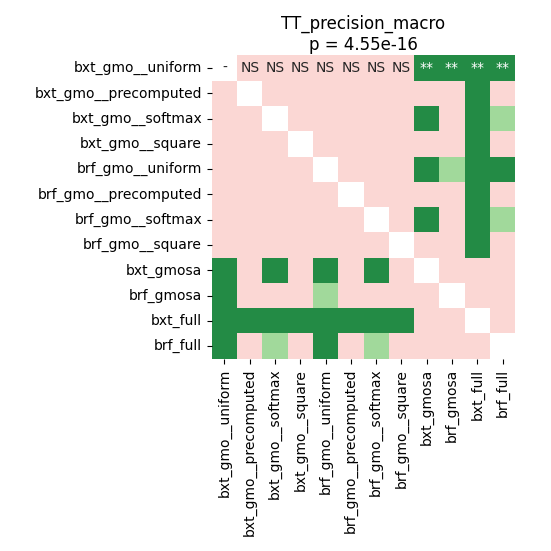 TT_precision_macro
p = 4.55e-16
bxt_gmo__uniform - NS NS NS NS NS NS NS ** ** ** **
bxt_gmo__precomputed
bxt_gmo__softmax
bxt_gmo__square
brf_gmo__uniform
brf_gmo__precomputed
brf_gmo__softmax
brf_gmo__square
bxt_gmosa
brf_gmosa
bxt_full
brf_full
bxt_gmo__uniform
bxt_gmo__precomputed
bxt_gmo__softmax
bxt_gmo__square
brf_gmo__uniform
brf_gmo__precomputed
brf_gmo__softmax
brf_gmo__square
bxt_gmosa
brf_gmosa
bxt_full
brf_full